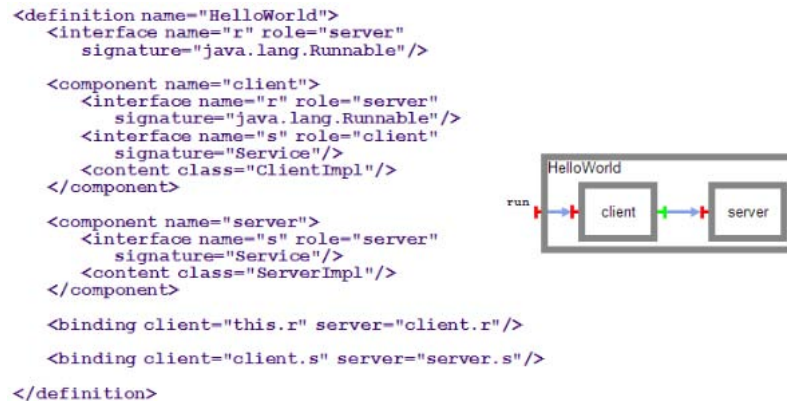 <definition name="HelloWorld">
<interface name="r" role="server"
signature="java.lang.Runnable"/>
<component name="client">
<interface name="r" role="server"
signature="java.lang.Runnable"/>
<interface name="s" role="client"
signature="Service"/>
<content class="ClientImpl"/>
</component>
<component name="server">
<interface name="s" role="server"
signature="Service"/>
<content class="ServerImpl"/>
</component>
<binding client="this.r" server="client.r"/>
<binding client="client.s" server="server.s"/>
</definition>
HelloWorld
run
client
server